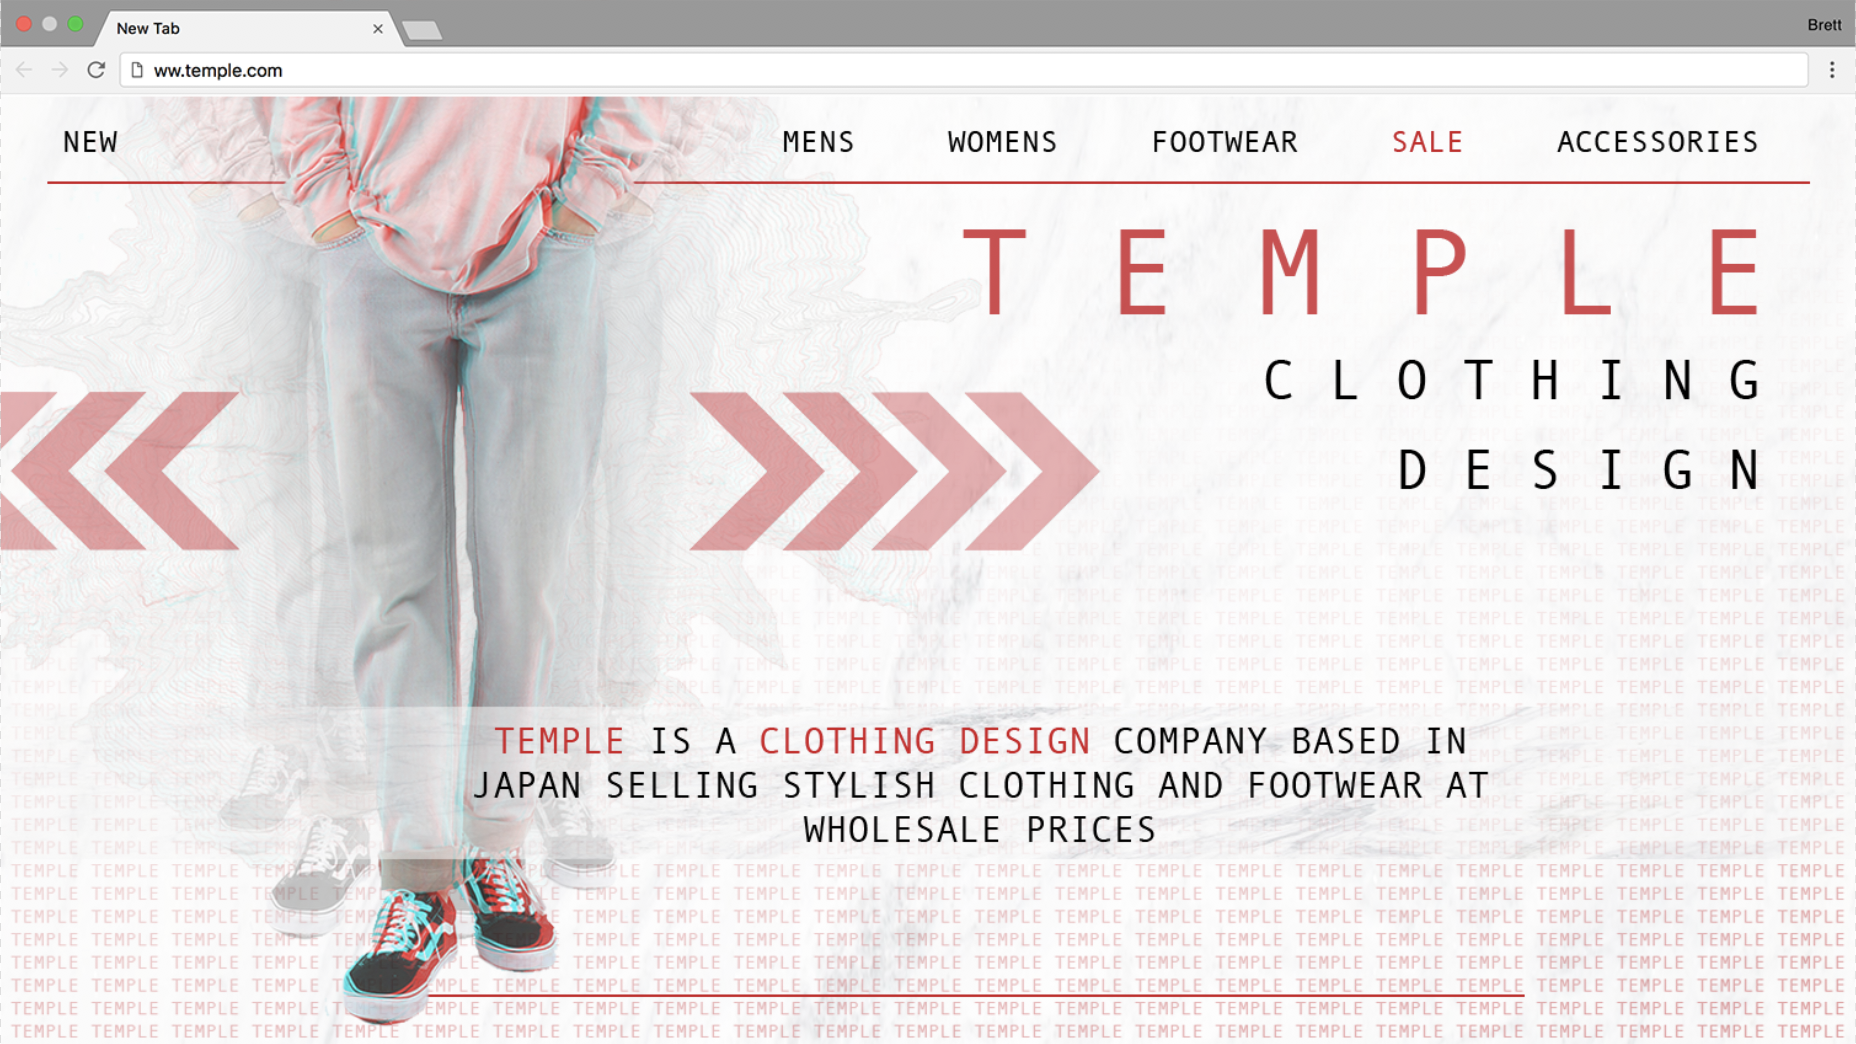 New Tab
Brett
ww.temple.com
NEW
MENS
WOMENS
FOOTWEAR
SALE
ACCESSORIES
TEMPLE
CLOTHING
DESIGN
TEMPLE IS A CLOTHING DESIGN COMPANY BASED IN
JAPAN SELLING STYLISH CLOTHING AND FOOTWEAR AT
WHOLESALE PRICES
TEMPLE TEMPLE TEMPLE TEMPLE TEMPLE TEMPLE TEMPLE TEMPLE TEMPLE TEMPLE TEMPLE TEMPLE TEMPLE TEMPLE TEMPLE TEMPLE TEMPLE TEMPLE TEMPLE TEMPLE TEMPLE TEMPLE TEMPLE